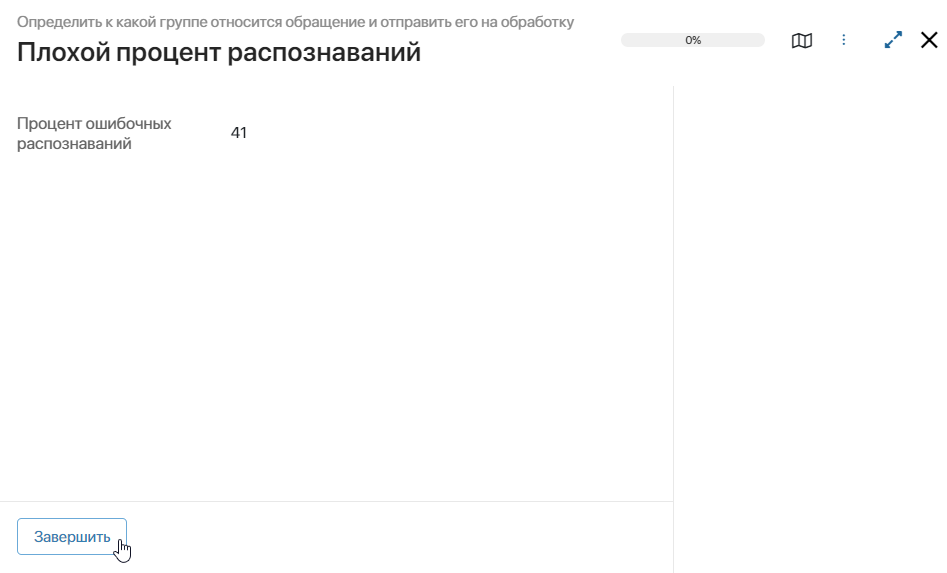 Определить к какой группе относится обращение и отправить его на обработку
Плохой процент распознаваний
0%
Процент ошибочных
распознаваний
41
Завершить